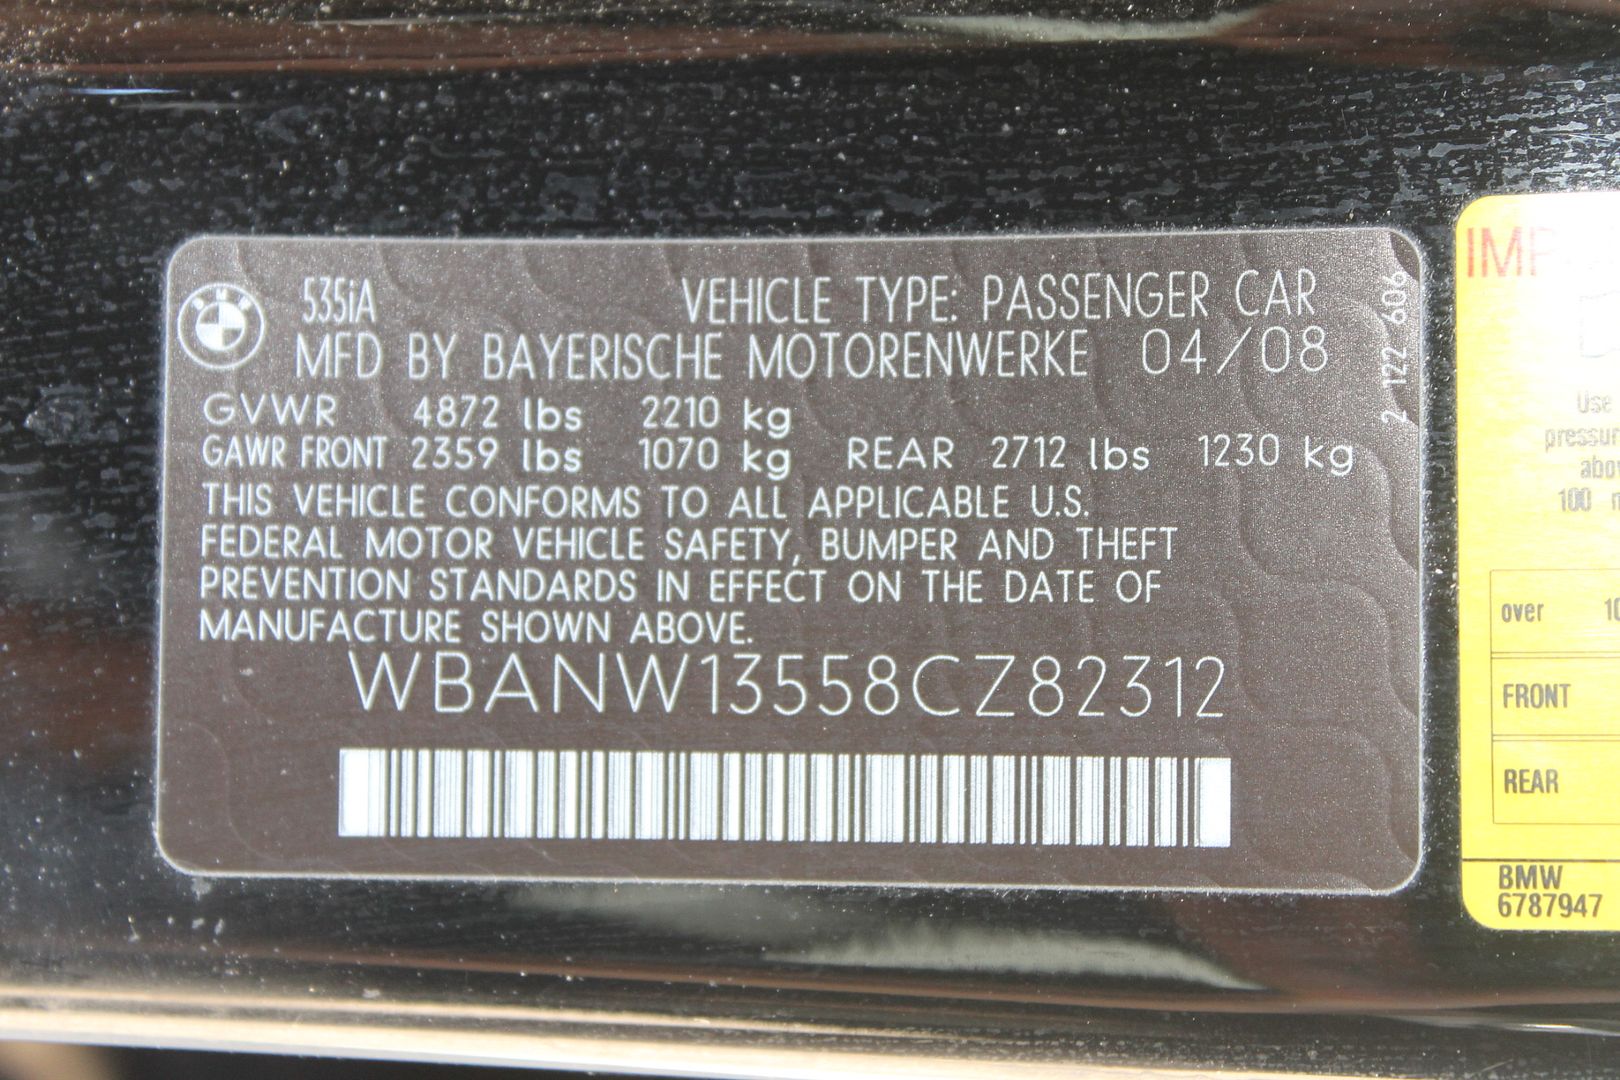 BMW
535iA VEHICLE TYPE: PASSENGER CAR
MFD BY BAYERISCHE MOTORENWERKE 04/08
GVWR 4872 lbs 2210 kg
GAWR FRONT 2359 lbs 1070 kg REAR 2712 lbs 1230 kg
THIS VEHICLE CONFORMS TO ALL APPLICABLE U.S.
FEDERAL MOTOR VEHICLE SAFETY, BUMPER AND THEFT
PREVENTION STANDARDS IN EFFECT ON THE DATE OF
MANUFACTURE SHOWN ABOVE.
WBANW13558CZ82312
2 122 606
Use
100
over
FRONT
REAR
BMW
6787947